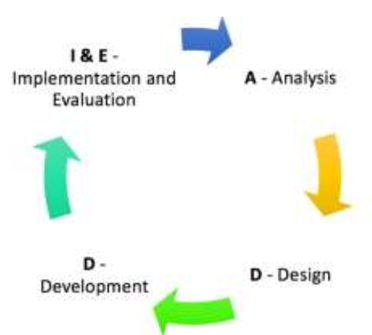 I & E -
Implementation and
Evaluation
A - Analysis
D -
Development
D - Design